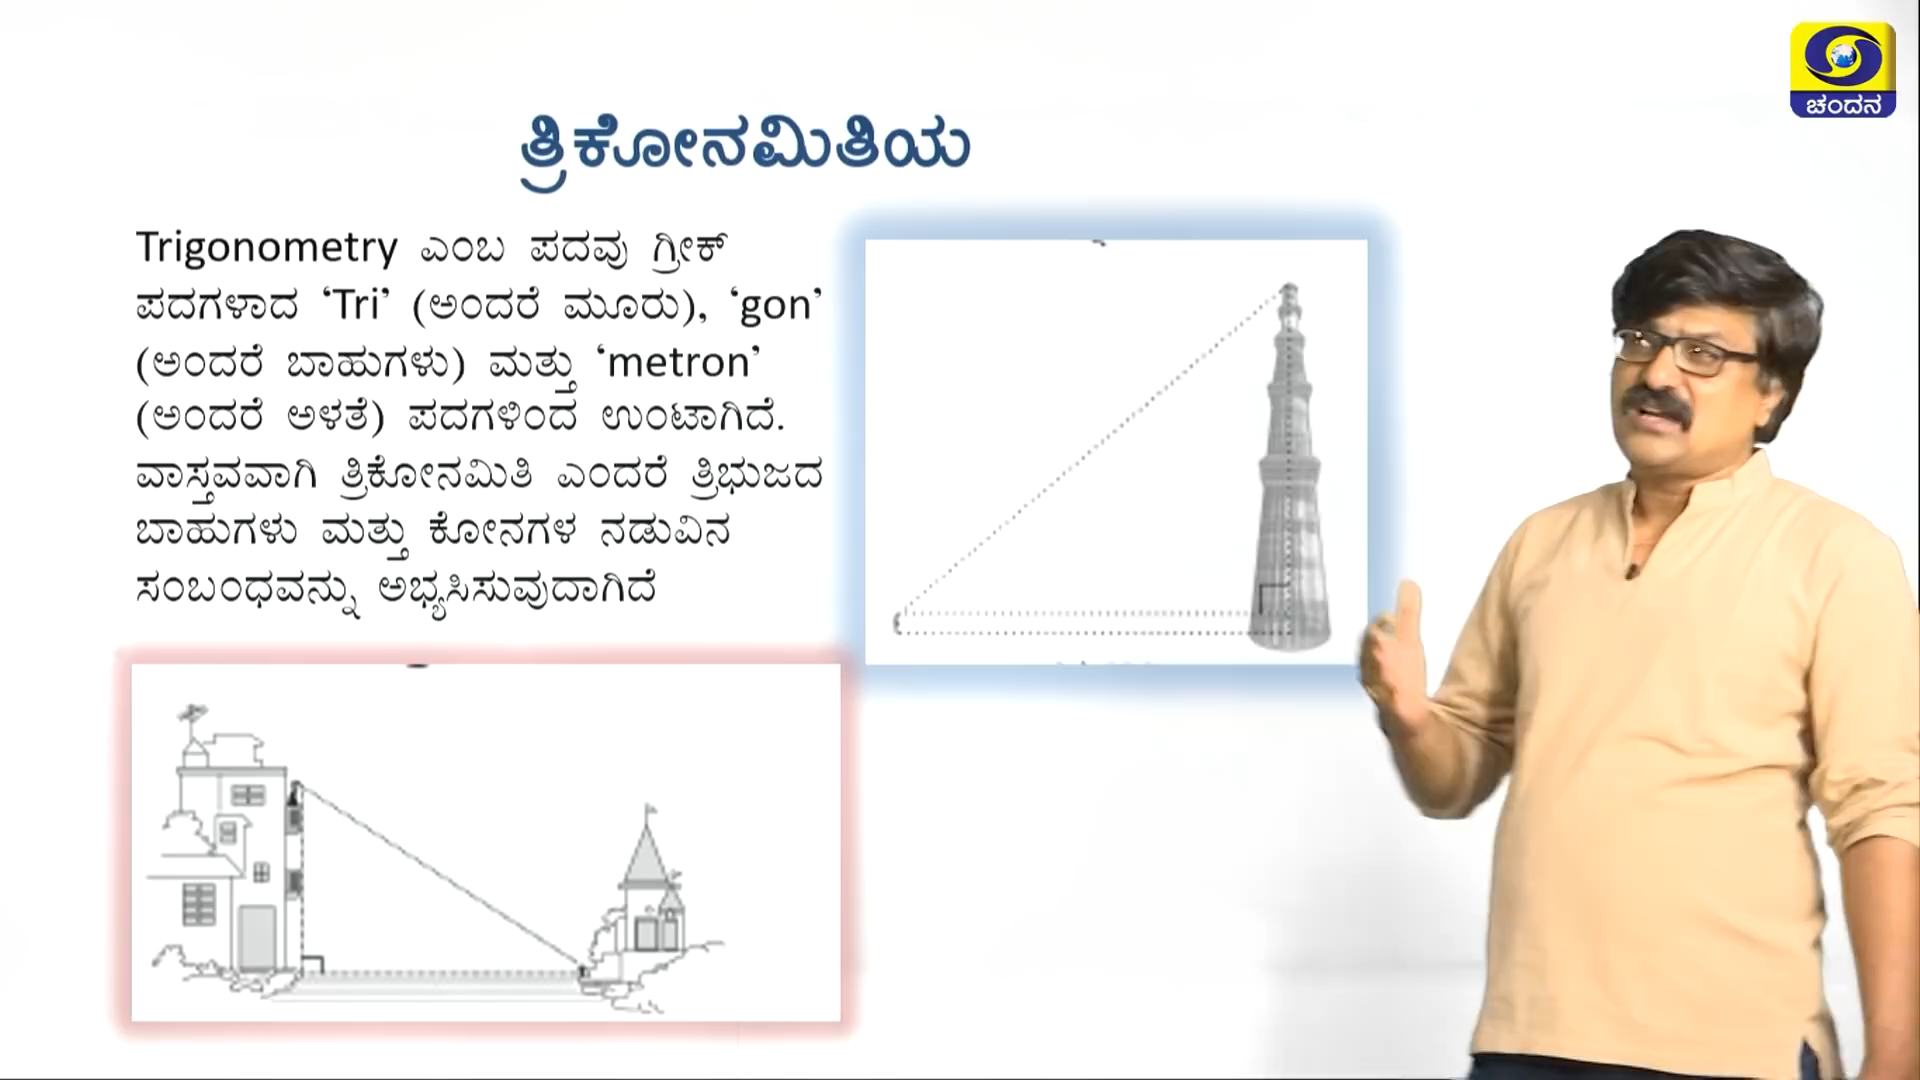 ಚಂದನ
ತ್ರಿಕೋನಮಿತಿಯ
Trigonometry ಎಂಬ ಪದವು ಗ್ರೀಕ್
ಪದಗಳಾದ ‘Tri’ (ಅಂದರೆ ಮೂರು), ‘gon’
(ಅಂದರೆ ಬಾಹುಗಳು) ಮತ್ತು ‘metron’
(ಅಂದರೆ ಅಳತೆ) ಪದಗಳಿಂದ ಉಂಟಾಗಿದೆ.
ವಾಸ್ತವವಾಗಿ ತ್ರಿಕೋನಮಿತಿ ಎಂದರೆ ತ್ರಿಭುಜದ
ಬಾಹುಗಳು ಮತ್ತು ಕೋನಗಳ ನಡುವಿನ
ಸಂಬಂಧವನ್ನು ಅಭ್ಯಸಿಸುವುದಾಗಿದೆ